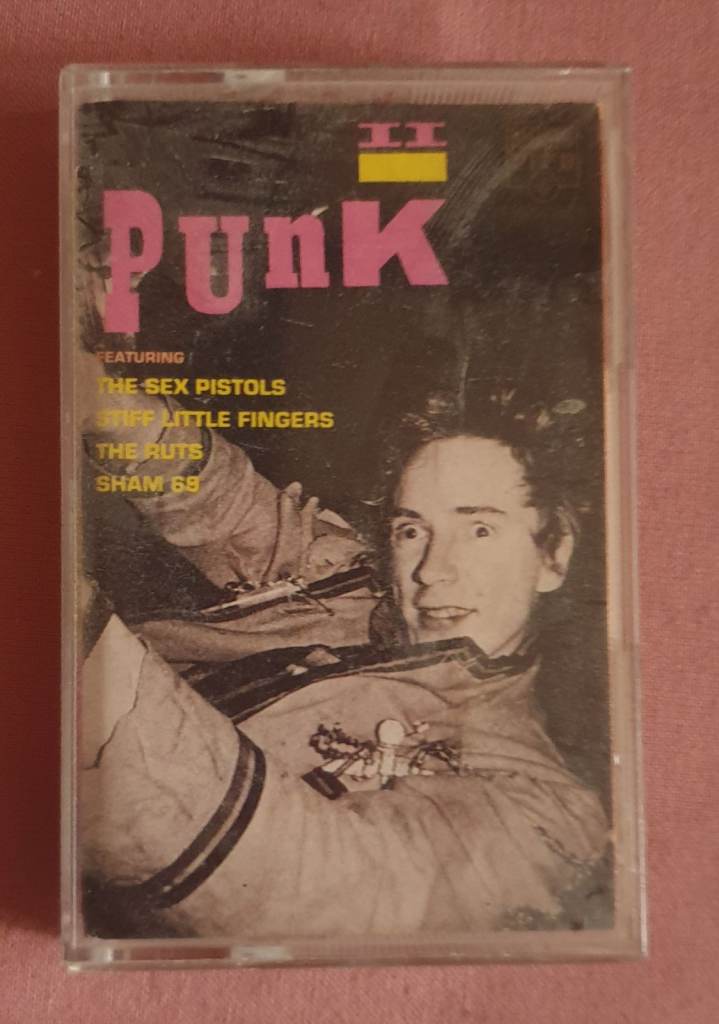 II
PUnK
FEATURING
THE SEX PISTOLS
STIFF LITTLE FINGERS
THE RUTS
SHAM 69